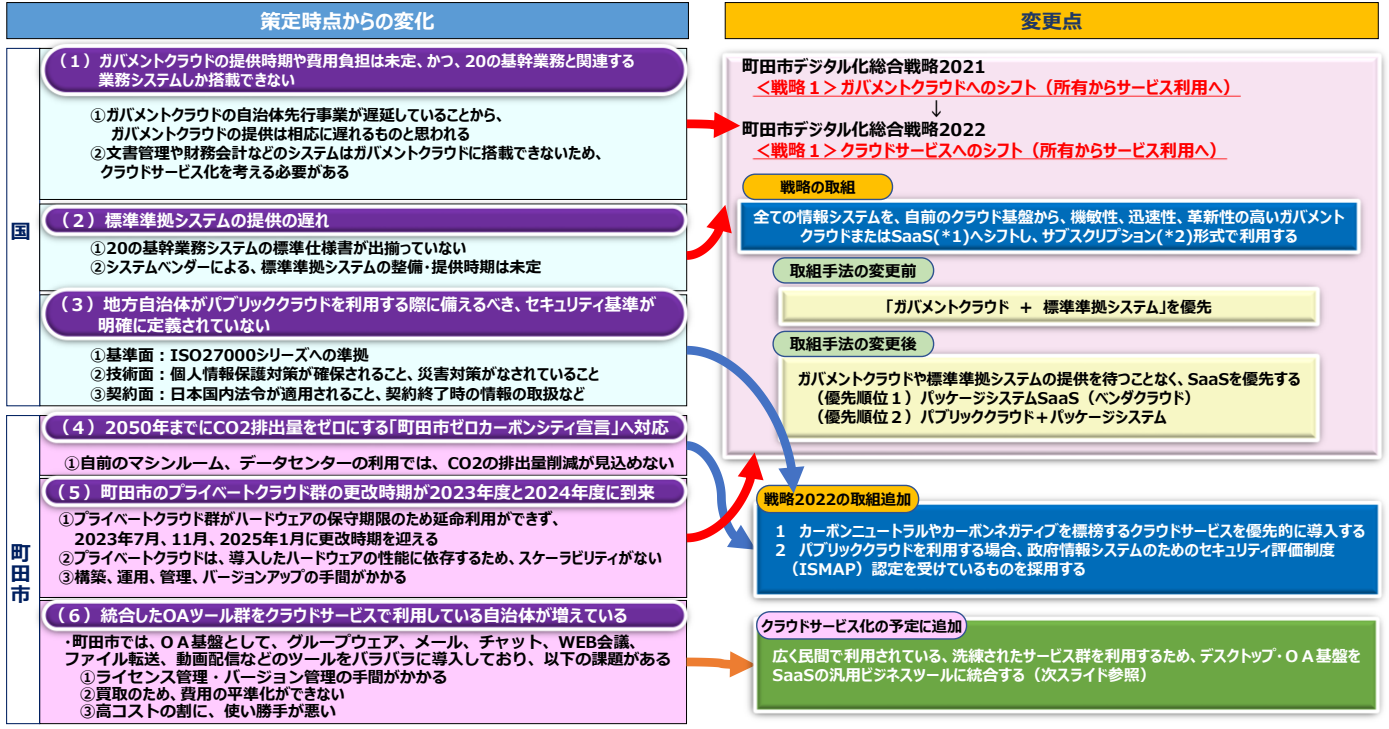 策定時点からの変化
国
（１）ガバメントクラウドの提供時期や費用負担は未定、かつ、20の基幹業務と関連する
業務システムしか搭載できない
①ガバメントクラウドの自治体先行事業が遅延していることから、
ガバメントクラウドの提供は相応に遅れるものと思われる
②文書管理や財務会計などのシステムはガバメントクラウドに搭載できないため、
クラウドサービス化を考える必要がある
（２）標準準拠システムの提供の遅れ
①20の基幹業務システムの標準仕様書が出揃っていない
②システムベンダーによる、標準準拠システムの整備・提供時期は未定
（３）地方自治体がパブリッククラウドを利用する際に備えるべき、セキュリティ基準が
明確に定義されていない
①基準面：ISO27000シリーズへの準拠
②技術面：個人情報保護対策が確保されること、災害対策がなされていること
③契約面：日本国内法令が適用されること、契約終了時の情報の取扱など
町田市
（４）2050年までにCO2排出量をゼロにする「町田市ゼロカーボンシティ宣言」へ対応
①自前のマシンルーム、データセンターの利用では、CO2の排出量削減が見込めない
（５）町田市のプライベートクラウド群の更改時期が2023年度と2024年度に到来
①プライベートクラウド群がハードウェアの保守期限のため延命利用ができず、
2023年7月、11月、2025年1月に更改時期を迎える
②プライベートクラウドは、導入したハードウェアの性能に依存するため、スケーラビリティがない
③構築、運用、管理、バージョンアップの手間がかかる
（６）統合したOAツール群をクラウドサービスで利用している自治体が増えている
・町田市では、ＯＡ基盤として、グループウェア、メール、チャット、WEB会議、
ファイル転送、動画配信などのツールをバラバラに導入しており、以下の課題がある
①ライセンス管理・バージョン管理の手間がかかる
②買取のため、費用の平準化ができない
③高コストの割に、使い勝手が悪い
変更点
町田市デジタル化総合戦略2021
＜戦略１＞ガバメントクラウドへのシフト（所有からサービス利用へ）
↓
町田市デジタル化総合戦略2022
＜戦略１＞クラウドサービスへのシフト（所有からサービス利用へ）
戦略の取組
全ての情報システムを、自前のクラウド基盤から、機敏性、迅速性、革新性の高いガバメント
クラウドまたはSaaS(*1)へシフトし、サブスクリプション(*2)形式で利用する
取組手法の変更前
「ガバメントクラウド ＋ 標準準拠システム」を優先
取組手法の変更後
ガバメントクラウドや標準準拠システムの提供を待つことなく、SaaSを優先する
（優先順位１）パッケージシステムSaaS（ベンダクラウド）
（優先順位２）パブリッククラウド＋パッケージシステム
戦略2022の取組追加
1 カーボンニュートラルやカーボンネガティブを標榜するクラウドサービスを優先的に導入する
2 パブリッククラウドを利用する場合、政府情報システムのためのセキュリティ評価制度
（ISMAP）認定を受けているものを採用する
クラウドサービス化の予定に追加
広く民間で利用されている、洗練されたサービス群を利用するため、デスクトップ・ＯＡ基盤を
SaaSの汎用ビジネスツールに統合する（次スライド参照）